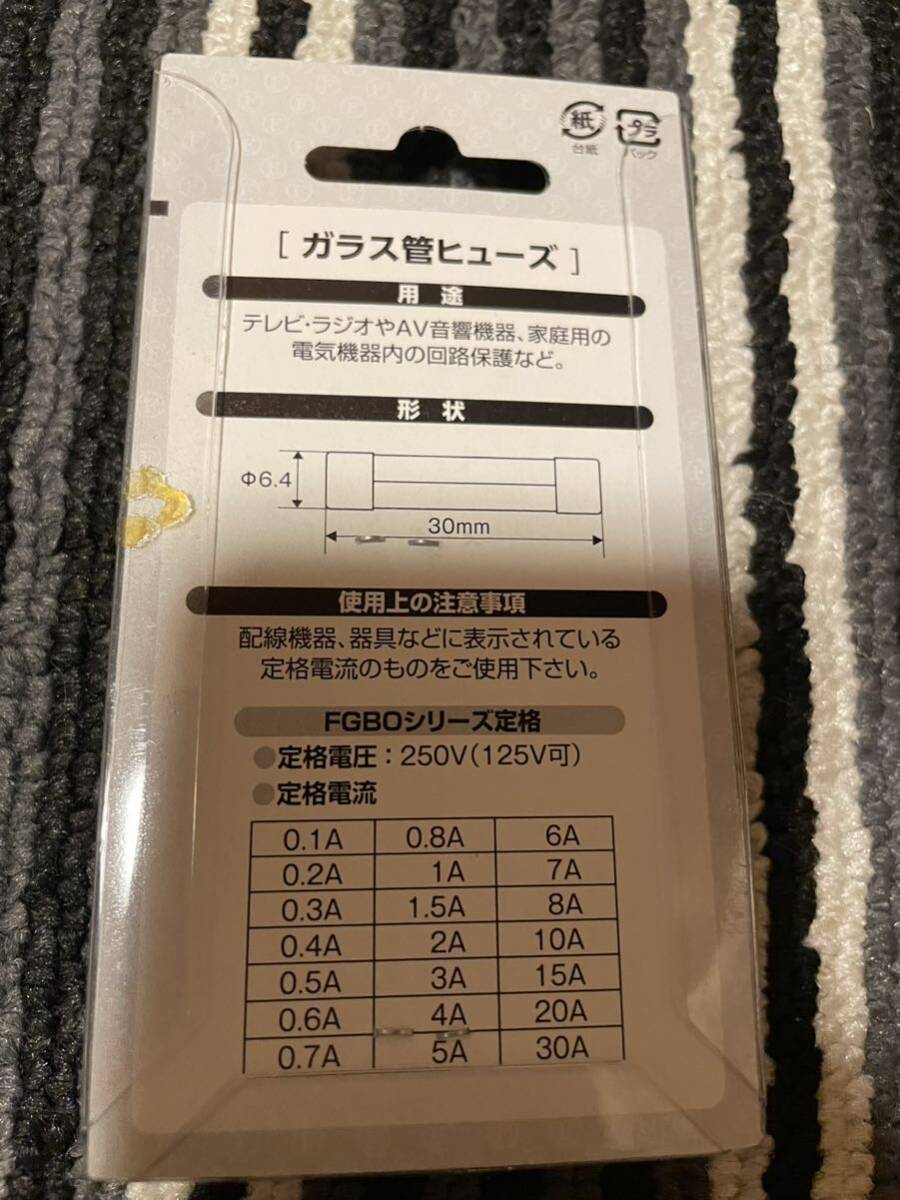 紙
台紙
プラ
パック
[ ガラス管ヒューズ ]
用 途
テレビ・ラジオやAV音響機器、家庭用の
電気機器内の回路保護など。
形 状
Φ6.4
30mm
使用上の注意事項
配線機器、器具などに表示されている
定格電流のものをご使用下さい。
FGBOシリーズ定格
●定格電圧：250V(125V可)
●定格電流
0.1A 0.8A 6A
0.2A 1A 7A
0.3A 1.5A 8A
0.4A 2A 10A
0.5A 3A 15A
0.6A 4A 20A
0.7A 5A 30A